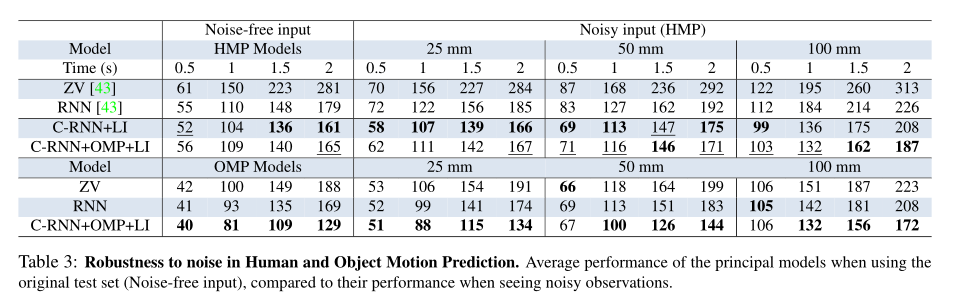 Noise-free input Noisy input (HMP)
Model HMP Models 25 mm 50 mm 100 mm
Time (s) 0.5 1 1.5 2 0.5 1 1.5 2 0.5 1 1.5 2 0.5 1 1.5 2
ZV [43] 61 150 223 281 70 156 227 284 87 168 236 292 122 195 260 313
RNN [43] 55 110 148 179 72 122 156 185 83 127 162 192 112 184 214 226
C-RNN+LI 52 104 136 161 58 107 139 166 69 113 147 175 99 136 175 208
C-RNN+OMP+LI 56 109 140 165 62 111 142 167 71 116 146 171 103 132 162 187
Model OMP Models 25 mm 50 mm 100 mm
ZV 42 100 149 188 53 106 154 191 66 118 164 199 106 151 187 223
RNN 41 93 135 169 52 99 141 174 69 113 151 183 105 142 181 208
C-RNN+OMP+LI 40 81 109 129 51 88 115 134 67 100 126 144 106 132 156 172
Table 3: Robustness to noise in Human and Object Motion Prediction. Average performance of the principal models when using the
original test set (Noise-free input), compared to their performance when seeing noisy observations.